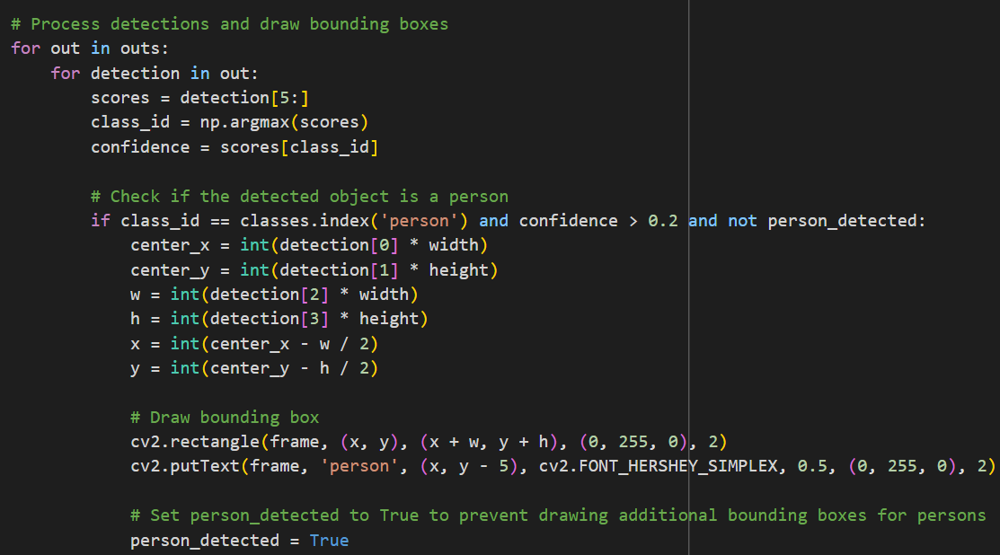 # Process detections and draw bounding boxes
for out in outs:
    for detection in out:
        scores = detection[5:]
        class_id = np.argmax(scores)
        confidence = scores[class_id]

        # Check if the detected object is a person
        if class_id == classes.index('person') and confidence > 0.2 and not person_detected:
            center_x = int(detection[0] * width)
            center_y = int(detection[1] * height)
            w = int(detection[2] * width)
            h = int(detection[3] * height)
            x = int(center_x - w / 2)
            y = int(center_y - h / 2)

            # Draw bounding box
            cv2.rectangle(frame, (x, y), (x + w, y + h), (0, 255, 0), 2)
            cv2.putText(frame, 'person', (x, y - 5), cv2.FONT_HERSHEY_SIMPLEX, 0.5, (0, 255, 0), 2)

            # Set person_detected to True to prevent drawing additional bounding boxes for persons
            person_detected = True